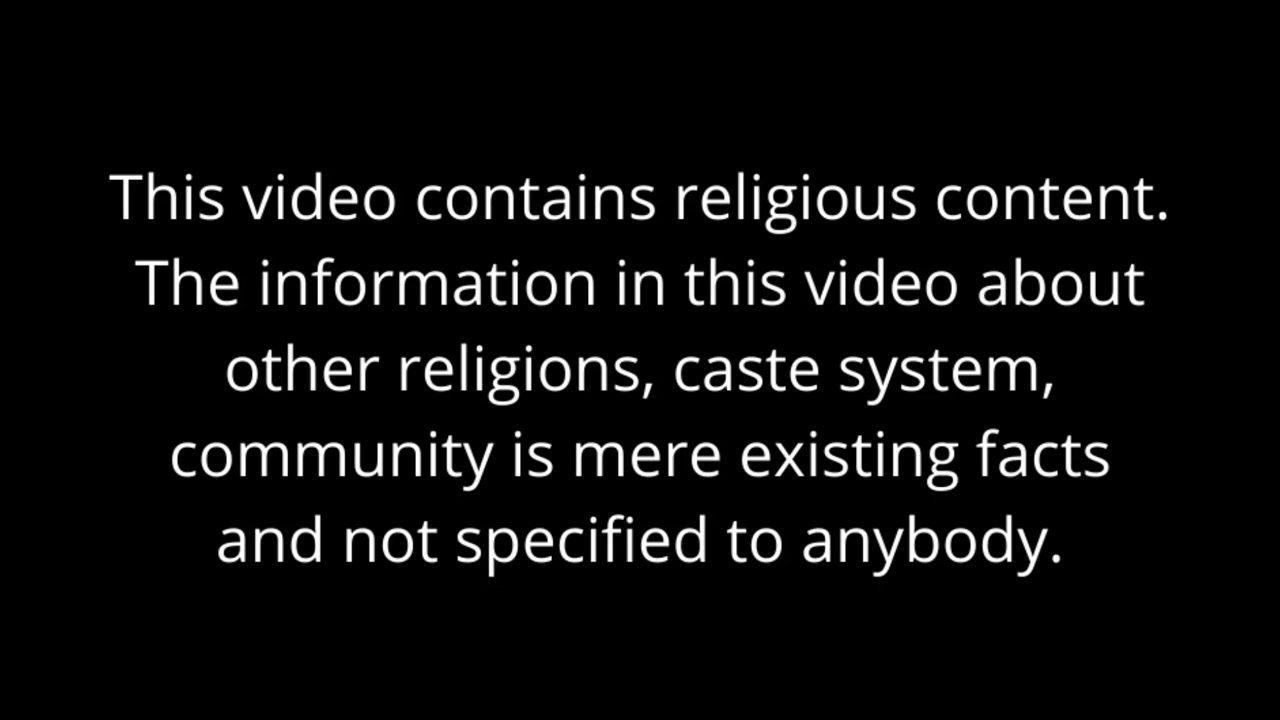 This video contains religious content.
The information in this video about
other religions, caste system,
community is mere existing facts
and not specified to anybody.